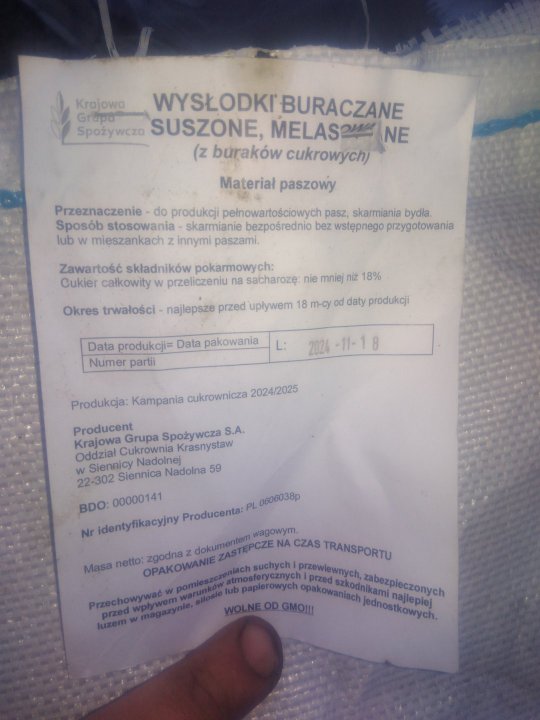 Krajowa
Grupa
Spożywcza
WYSŁODKI BURACZANE
SUSZONE, MELASOWANE
(z buraków cukrowych)
Materiał paszowy
Przeznaczenie - do produkcji pełnowartościowych pasz, skarmiania bydła.
Sposób stosowania - skarmianie bezpośrednio bez wstępnego przygotowania
lub w mieszankach z innymi paszami.
Zawartość składników pokarmowych:
Cukier całkowity w przeliczeniu na sacharozę: nie mniej niż 18%
Okres trwałości - najlepsze przed upływem 18 m-cy od daty produkcji
Data produkcji= Data pakowania
Numer partii
L: 2024 -11- 18
Produkcja: Kampania cukrownicza 2024/2025
Producent
Krajowa Grupa Spożywcza S.A.
Oddział Cukrownia Krasnystaw
w Siennicy Nadolnej
22-302 Siennica Nadolna 59
BDO: 00000141
Nr identyfikacyjny Producenta: PL 0606038p
Masa netto: zgodna z dokumentem wagowym.
OPAKOWANIE ZASTĘPCZE NA CZAS TRANSPORTU
Przechowywać w pomieszczeniach suchych i przewiewnych, zabezpieczonych
przed wpływem warunków atmosferycznych i przed szkodnikami najlepiej
luzem w magazynie, silosie lub papierowych opakowaniach jednostkowych.
WOLNE OD GMO!!!